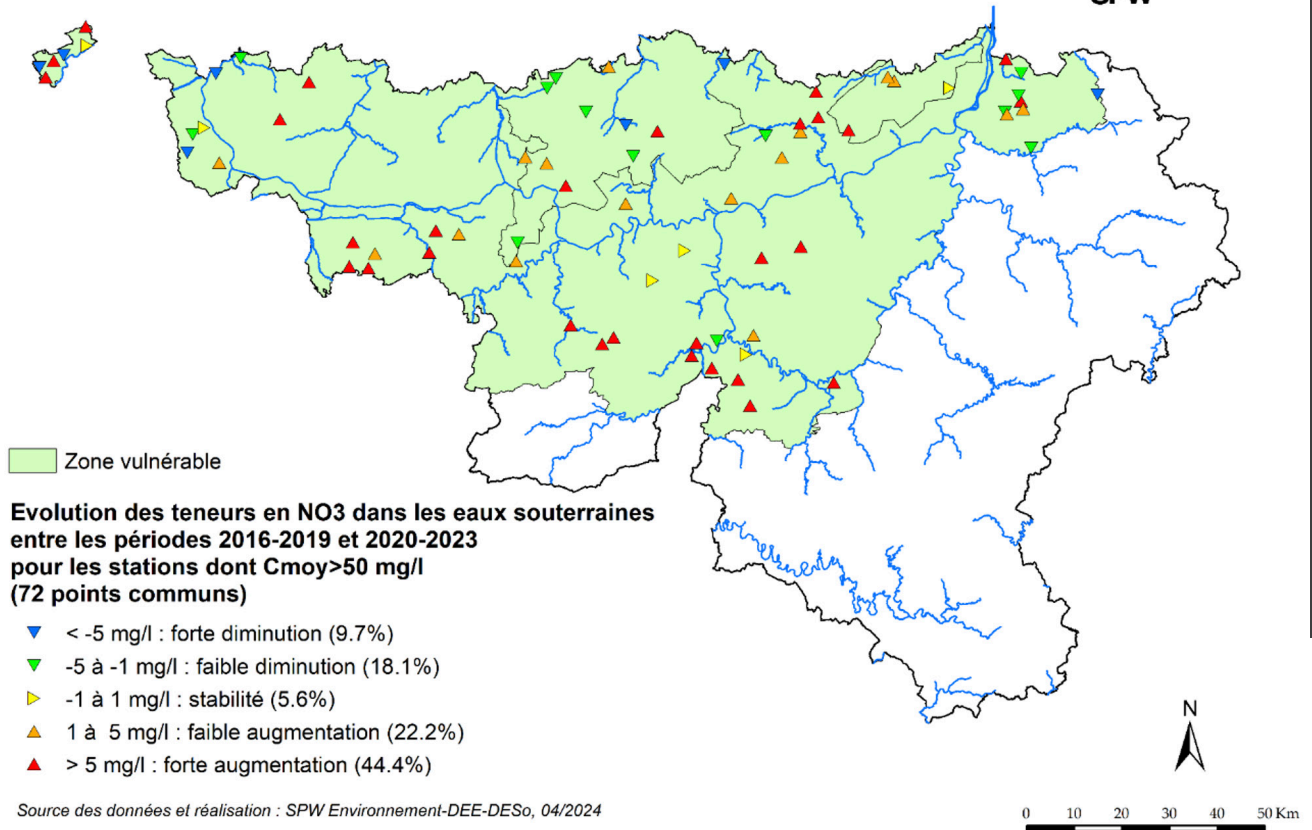 Zone vulnérable
Evolution des teneurs en NO3 dans les eaux souterraines
entre les périodes 2016-2019 et 2020-2023
pour les stations dont Cmoy>50 mg/l
(72 points communs)
< -5 mg/l : forte diminution (9.7%)
-5 à -1 mg/l : faible diminution (18.1%)
-1 à 1 mg/l : stabilité (5.6%)
1 à 5 mg/l : faible augmentation (22.2%)
> 5 mg/l : forte augmentation (44.4%)
Source des données et réalisation : SPW Environnement-DEE-DESo, 04/2024
N
0 10 20 30 40 50 Km